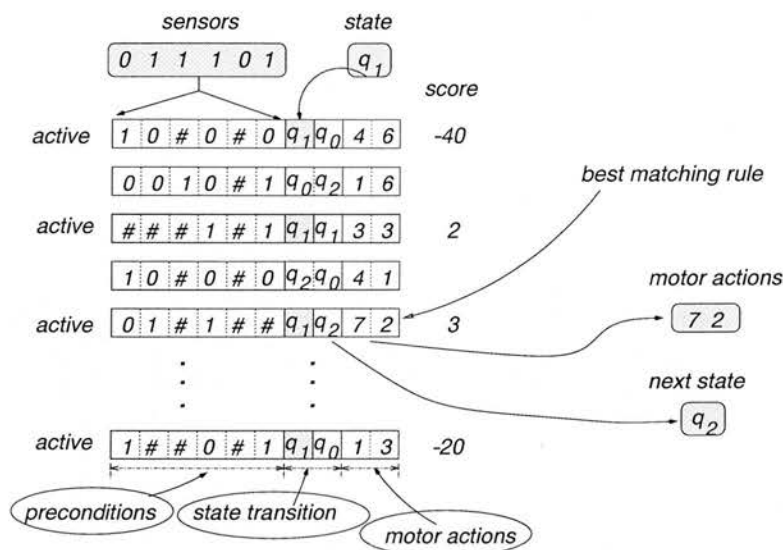 sensors state
0 1 1 1 0 1 q1
score
active 1 0 # 0 # 0 q1 q0 4 6 -40
0 0 1 0 # 1 q0 q2 1 6 best matching rule
active # # # 1 # 1 q1 q1 3 3 2
1 0 # 0 # 0 q2 q0 4 1 motor actions
active 0 1 # 1 # # q1 q2 7 2 3 7 2
next state
q2
active 1 # # 0 # 1 q1 q0 1 3 -20
preconditions state transition motor actions